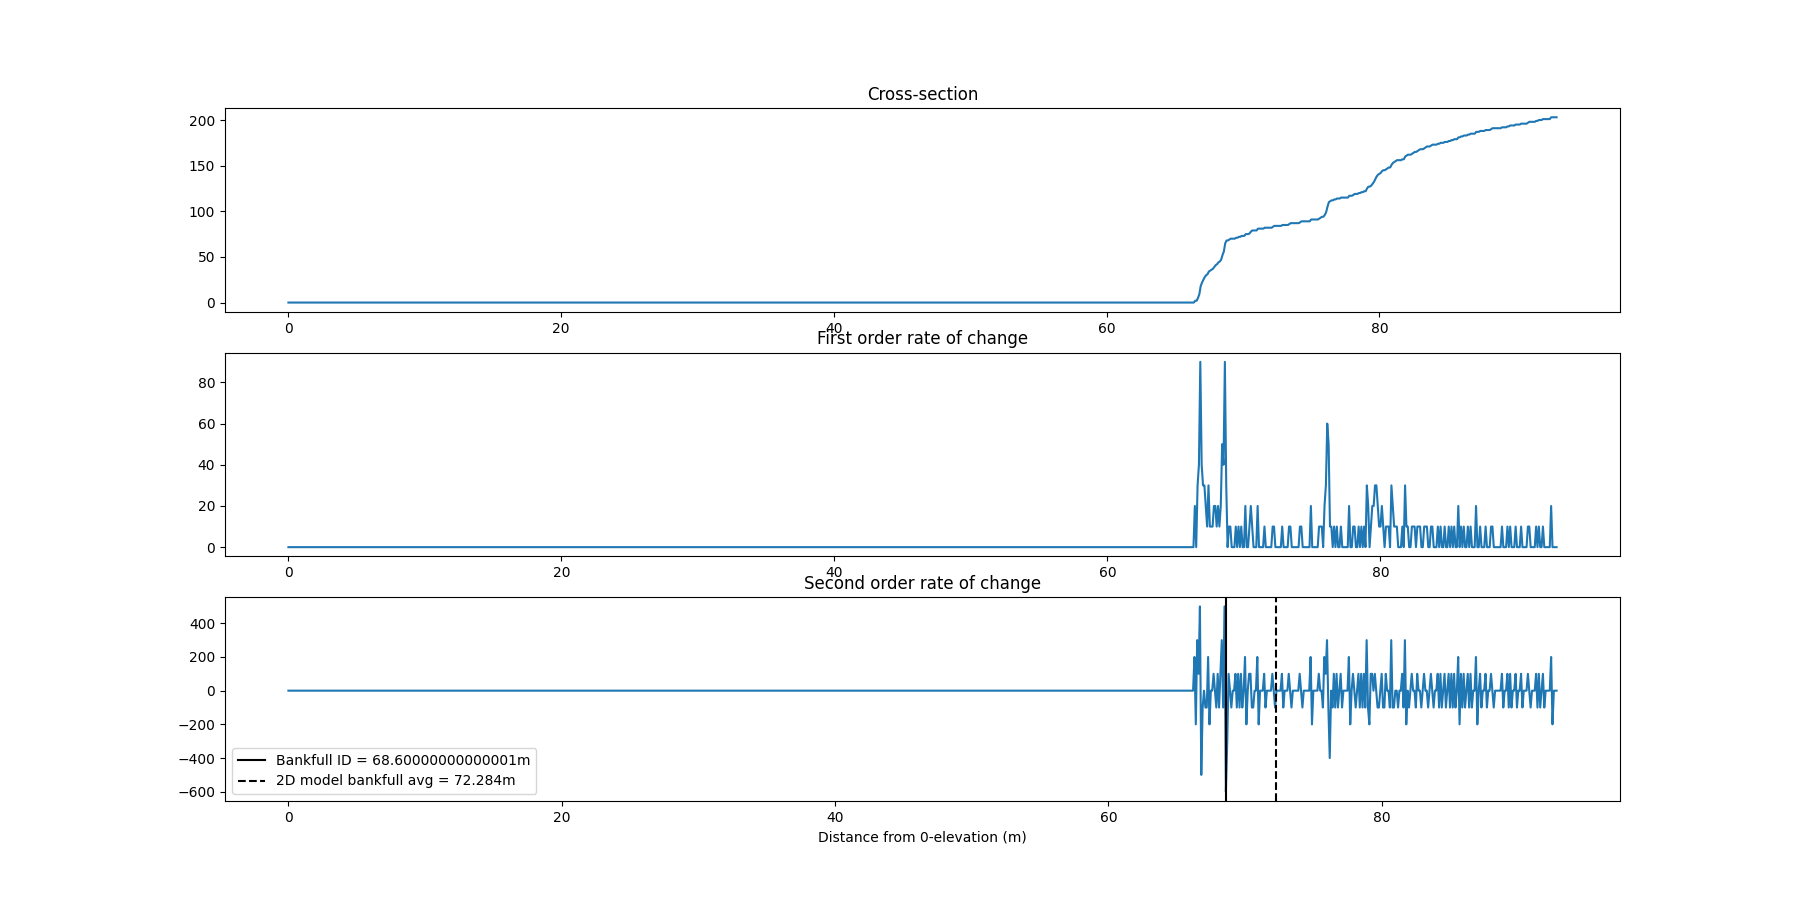 Cross-section
200
150
100
50
0
0 20 40 60 80
First order rate of change
80
60
40
20
0
0 20 40 60 80
Second order rate of change
400
200
0
−200
−400
−600
Bankfull ID = 68.60000000000001m
2D model bankfull avg = 72.284m
0 20 40 60 80
Distance from 0-elevation (m)